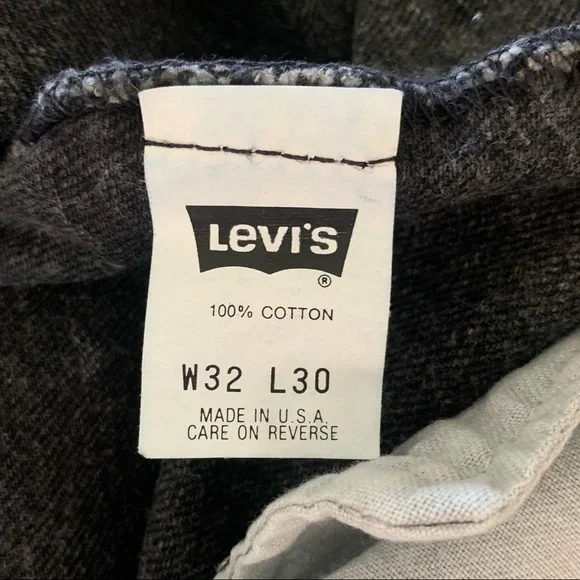 Levi's
®
100% COTTON
W32 L30
MADE IN U.S.A.
CARE ON REVERSE